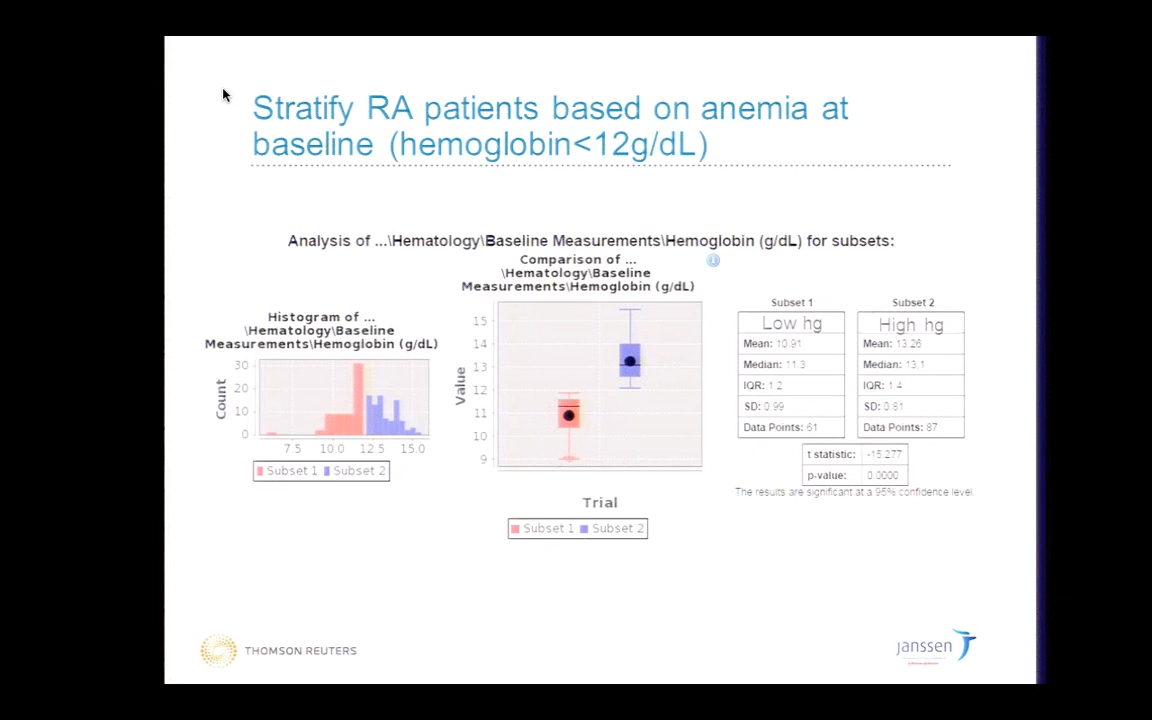 Stratify RA patients based on anemia at
baseline (hemoglobin<12g/dL)
Analysis of ...\Hematology\Baseline Measurements\Hemoglobin (g/dL) for subsets:
Histogram of ...
\Hematology\Baseline
Measurements\Hemoglobin (g/dL)
Count
30
20
10
0
7.5 10.0 12.5 15.0
Subset 1 Subset 2
Comparison of ...
\Hematology\Baseline
Measurements\Hemoglobin (g/dL)
Value
15
14
13
12
11
10
9
Trial
Subset 1 Subset 2
Subset 1
Low hg
Mean: 10.91
Median: 11.3
IQR: 1.2
SD: 0.99
Data Points: 61
Subset 2
High hg
Mean: 13.26
Median: 13.1
IQR: 1.4
SD: 0.81
Data Points: 87
t statistic: -15.277
p-value: 0.0000
The results are significant at a 95% confidence level.
THOMSON REUTERS
janssen